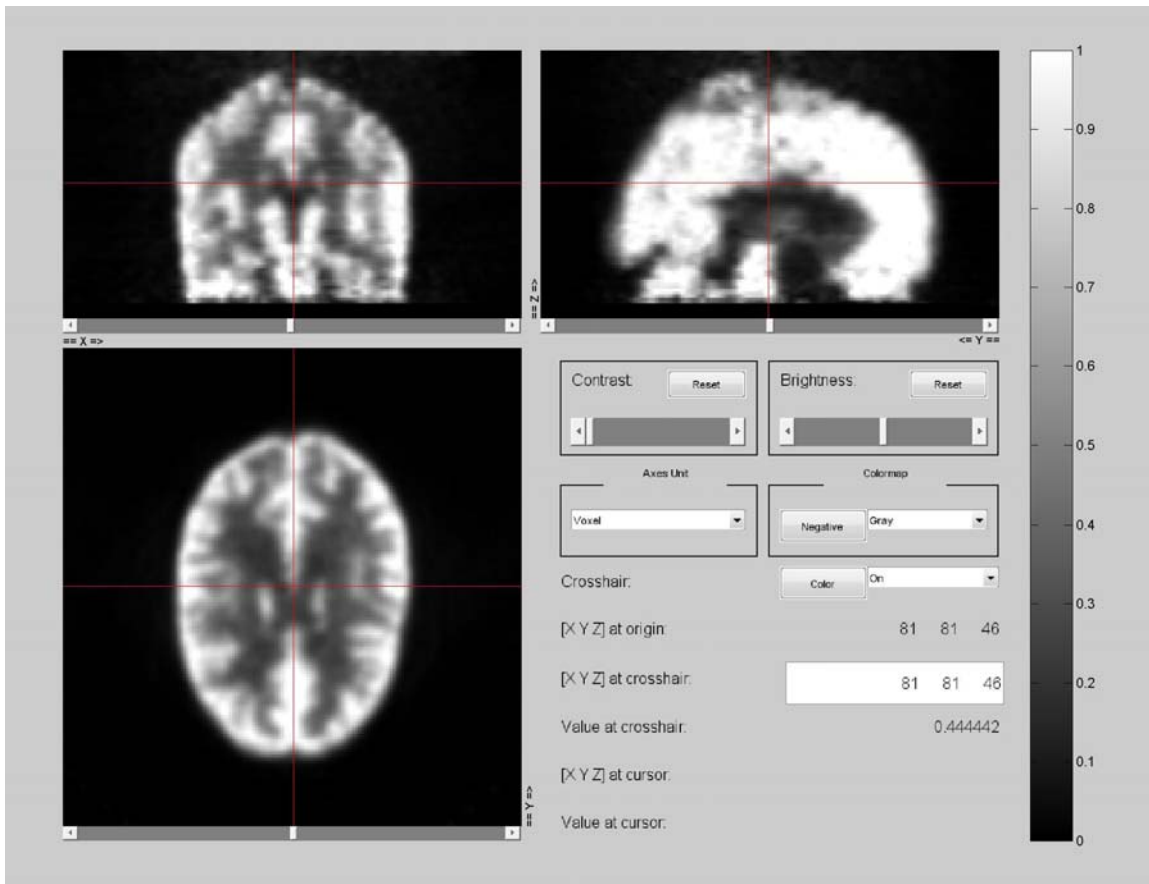 == Z =>
== X =>
<= Y ==
== Y =>
Contrast:
Reset
Brightness:
Reset
Axes Unit
Voxel
Colormap
Negative
Gray
Crosshair:
Color
On
[X Y Z] at origin:
81 81 46
[X Y Z] at crosshair:
81 81 46
Value at crosshair:
0.444442
[X Y Z] at cursor:
Value at cursor:
1
0.9
0.8
0.7
0.6
0.5
0.4
0.3
0.2
0.1
0